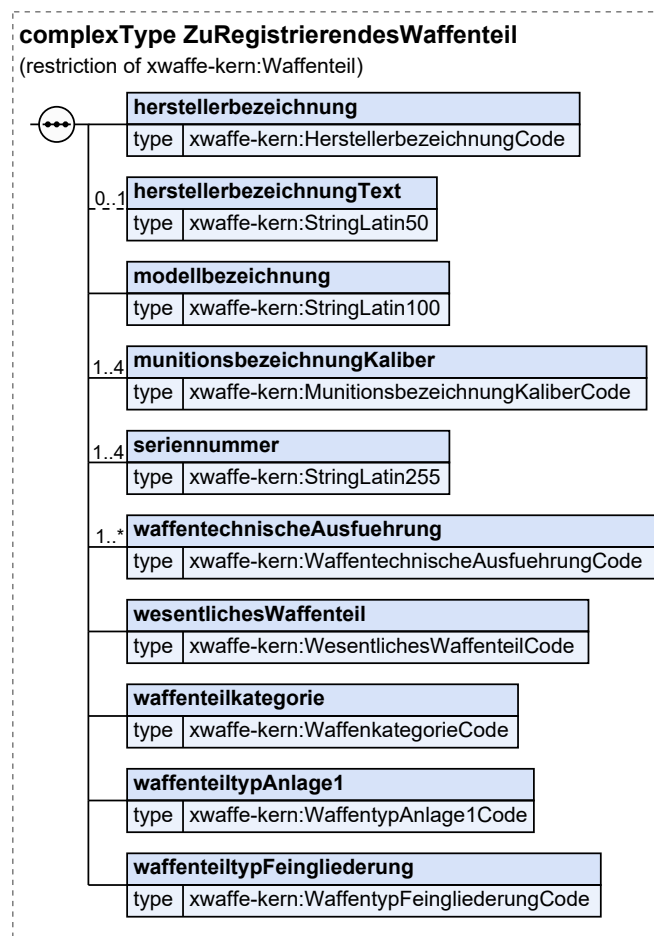 complexType ZuRegistrierendesWaffenteil
(restriction of xwaffe-kern:Waffenteil)
herstellerbezeichnung
type xwaffe-kern:HerstellerbezeichnungCode
0..1 herstellerbezeichnungText
type xwaffe-kern:StringLatin50
modellbezeichnung
type xwaffe-kern:StringLatin100
1..4 munitionsbezeichnungKaliber
type xwaffe-kern:MunitionsbezeichnungKaliberCode
1..4 seriennummer
type xwaffe-kern:StringLatin255
1..* waffentechnischeAusfuehrung
type xwaffe-kern:WaffentechnischeAusfuehrungCode
wesentlichesWaffenteil
type xwaffe-kern:WesentlichesWaffenteilCode
waffenteilkategorie
type xwaffe-kern:WaffenkategorieCode
waffenteiltypAnlage1
type xwaffe-kern:WaffentypAnlage1Code
waffenteiltypFeingliederung
type xwaffe-kern:WaffentypFeingliederungCode